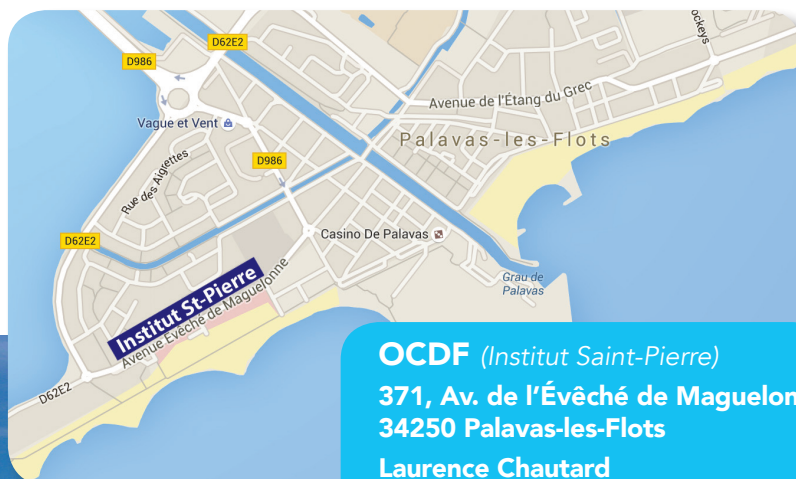 ockeys
D62E2
D986
Avenue de l'Étang du Grec
Vague et Vent
Palavas-les-Flots
D986
Rue des Aigrettes
Casino De Palavas
D62E2
Grau de
Palavas
Institut St-Pierre
Avenue Évêché de Maguelonne
D62E2
OCDF (Institut Saint-Pierre)
371, Av. de l'Évêché de Maguelon
34250 Palavas-les-Flots
Laurence Chautard